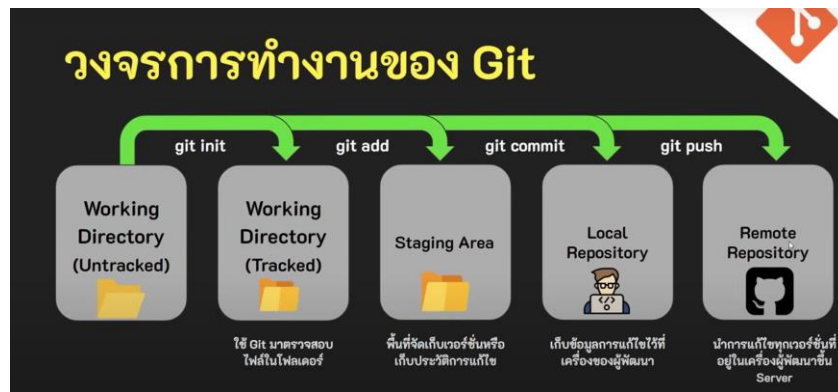 วงจรการทำงานของ Git
git init
git add
git commit
git push
Working
Directory
(Untracked)
Working
Directory
(Tracked)
Staging Area
Local
Repository
Remote
Repository
ใช้ Git มาตรวจสอบ
ไฟล์ในโฟลเดอร์
พื้นที่จัดเก็บเวอร์ชั่นหรือ
เก็บประวัติการแก้ไข
เก็บข้อมูลการแก้ไขไว้ที่
เครื่องของผู้พัฒนา
นำการแก้ไขทุกเวอร์ชั่นที่
อยู่ในเครื่องผู้พัฒนาขึ้น
Server